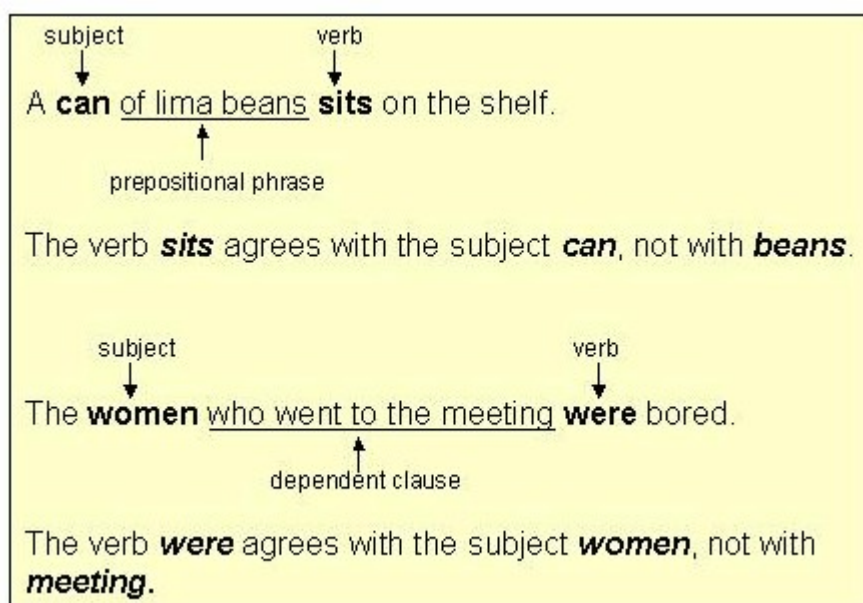 subject verb
A can of lima beans sits on the shelf.
prepositional phrase
The verb sits agrees with the subject can, not with beans.
subject verb
The women who went to the meeting were bored.
dependent clause
The verb were agrees with the subject women, not with
meeting.